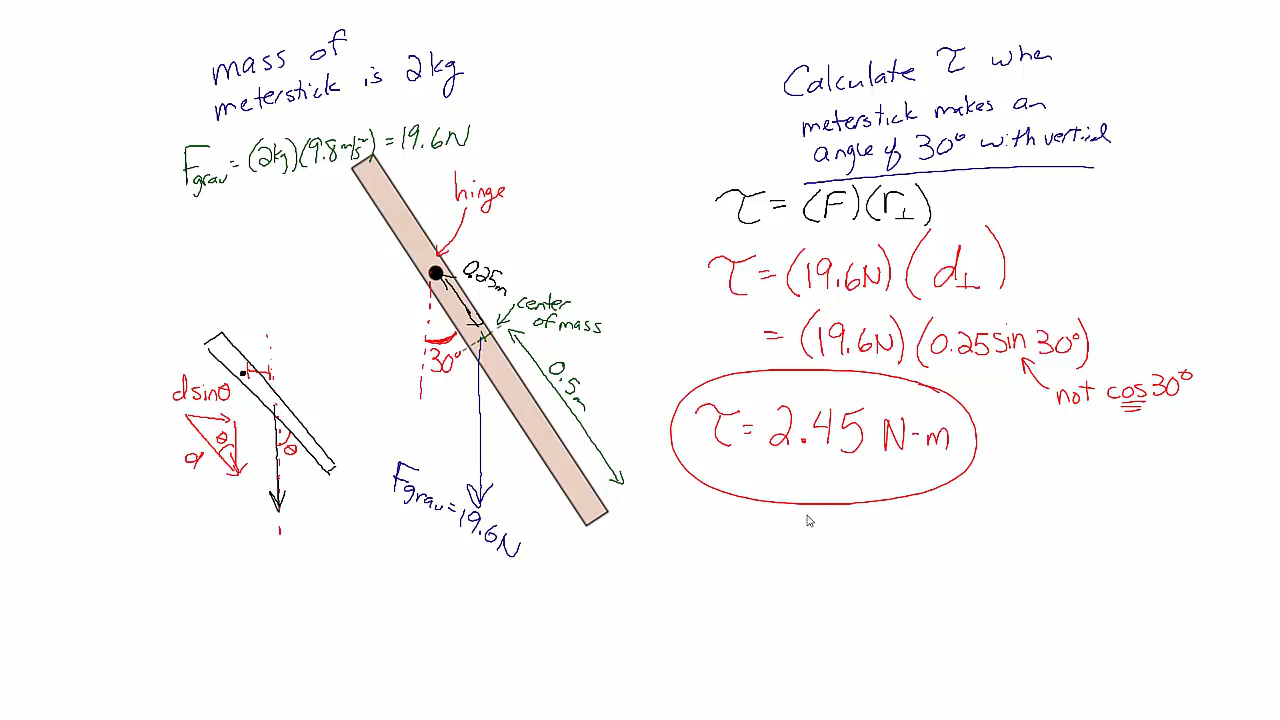 mass of
meterstick is 2kg
Fgrav = (2kg)(9.8 m/s²) = 19.6N
hinge
0.25m
center
of mass
30°
0.5m
Fgrav = 19.6N
dsinθ
θ
d
θ
Calculate τ when
meterstick makes an
angle of 30° with vertical
τ = (F)(r⊥)
τ = (19.6N)(d⊥)
= (19.6N)(0.25sin30°)
not cos30°
τ = 2.45 N-m